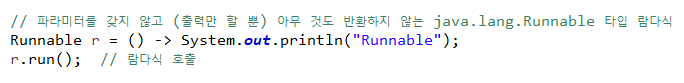 // 파라미터를 갖지 않고 (출력만 할 뿐) 아무 것도 반환하지 않는 java.lang.Runnable 타입 람다식
Runnable r = () -> System.out.println("Runnable");
r.run();  // 람다식 호출